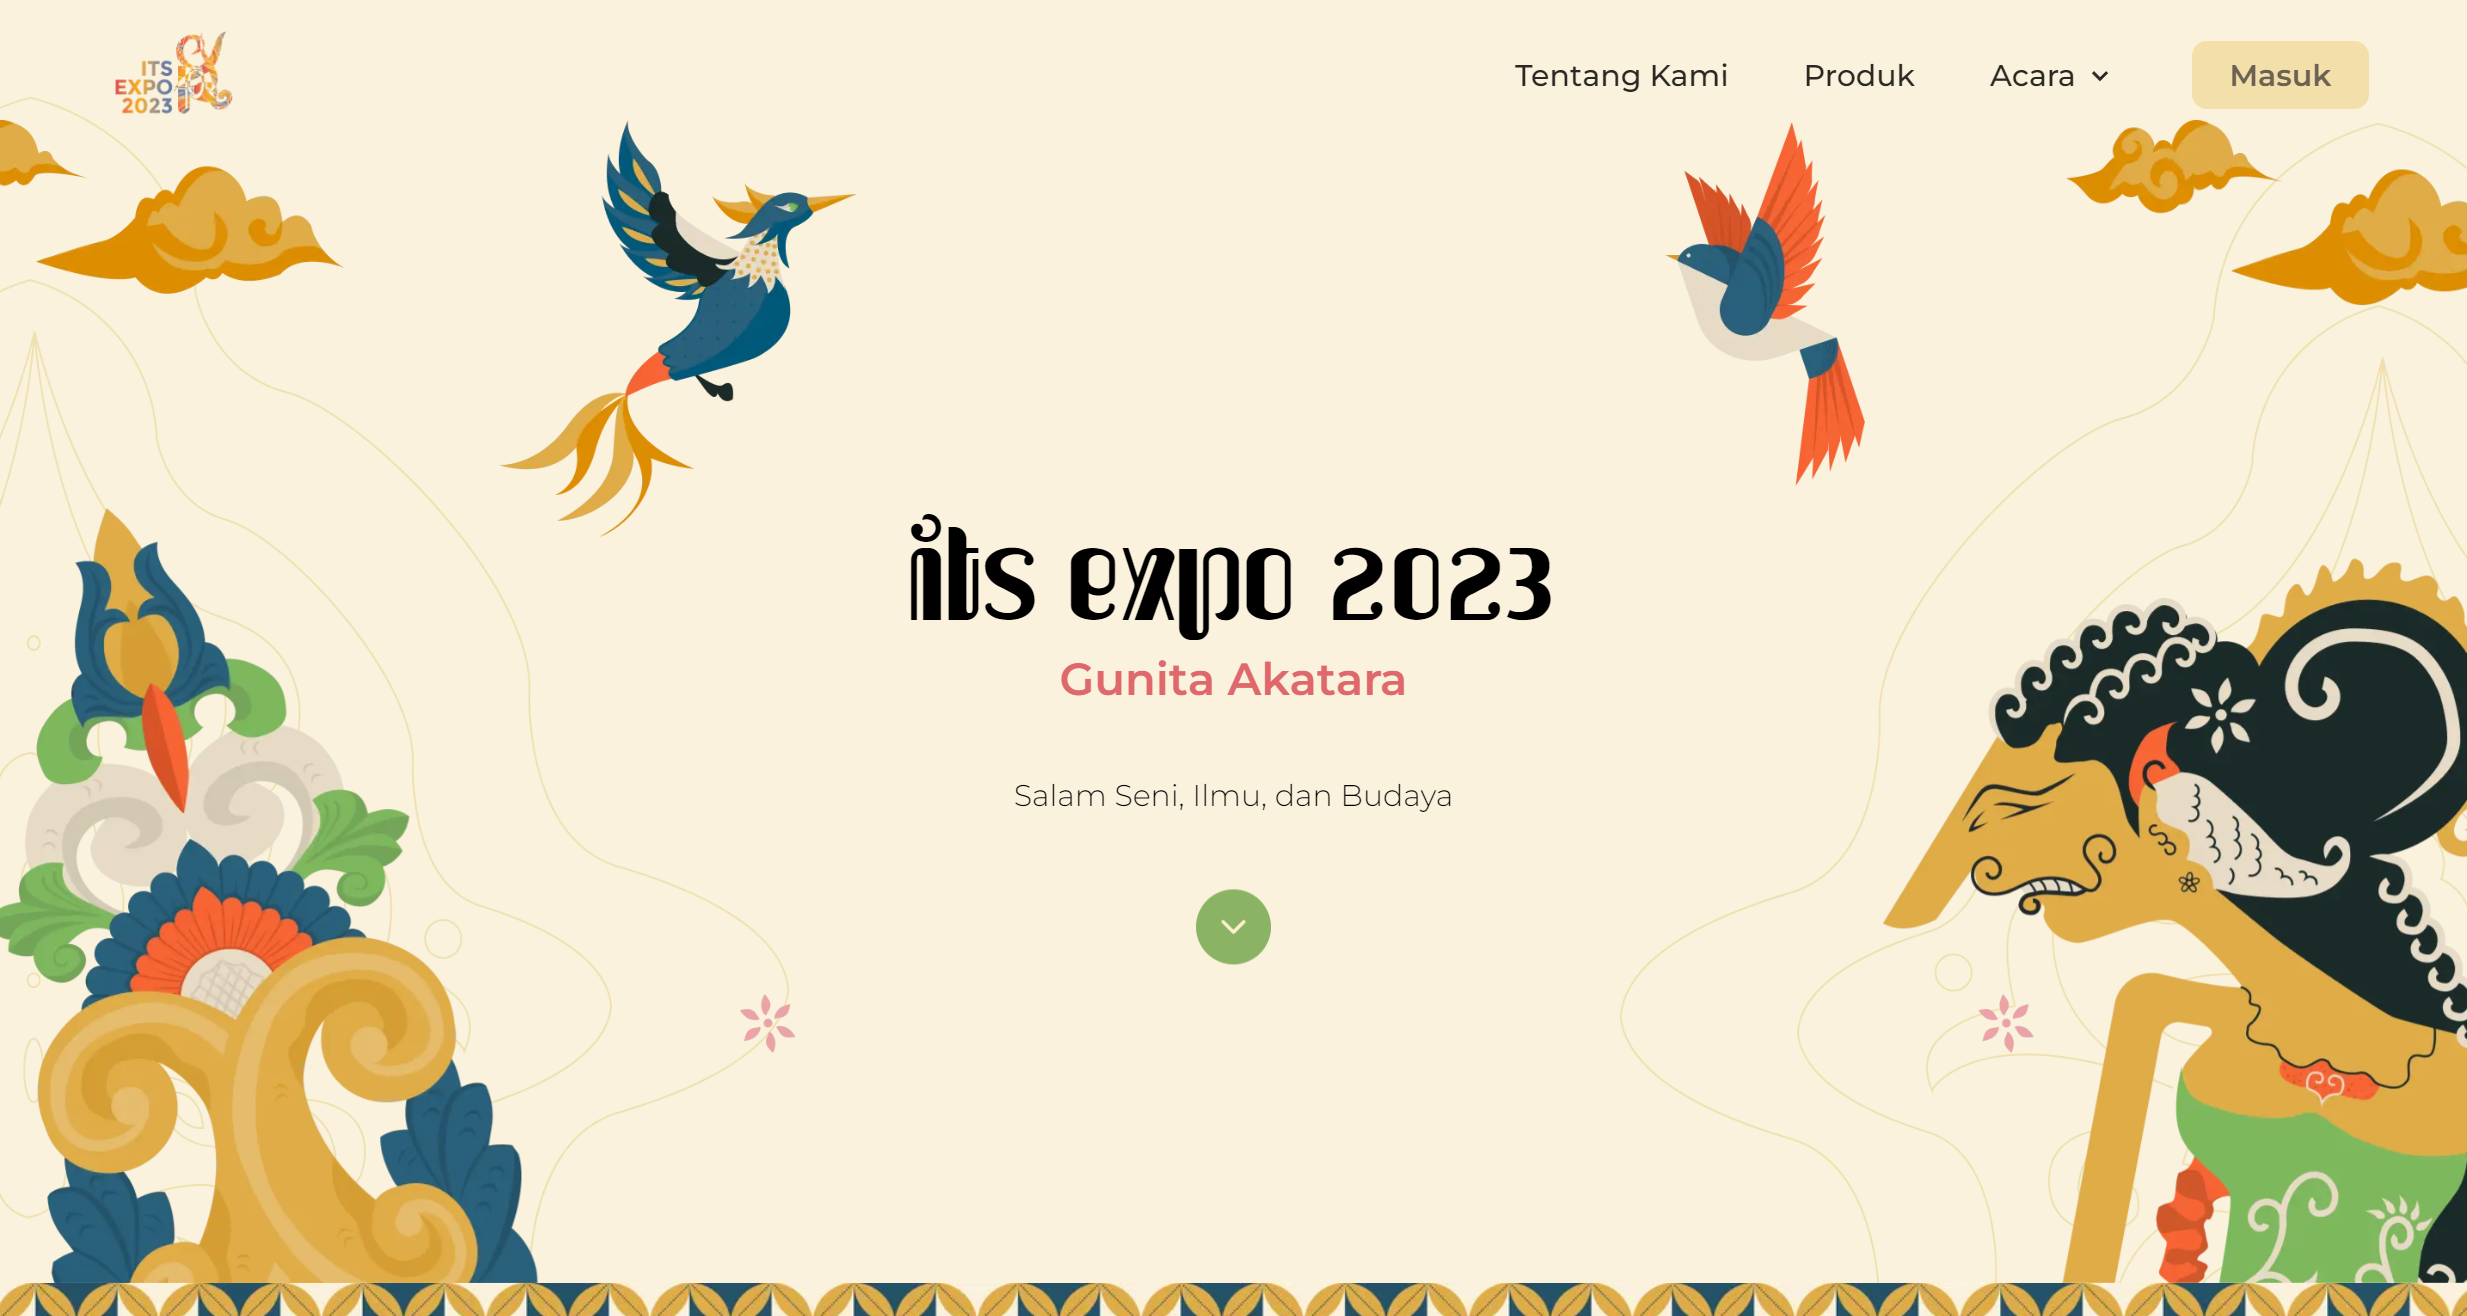 ITS
EXPO
2023
Tentang Kami
Produk
Acara
Masuk
its expo 2023
Gunita Akatara
Salam Seni, Ilmu, dan Budaya